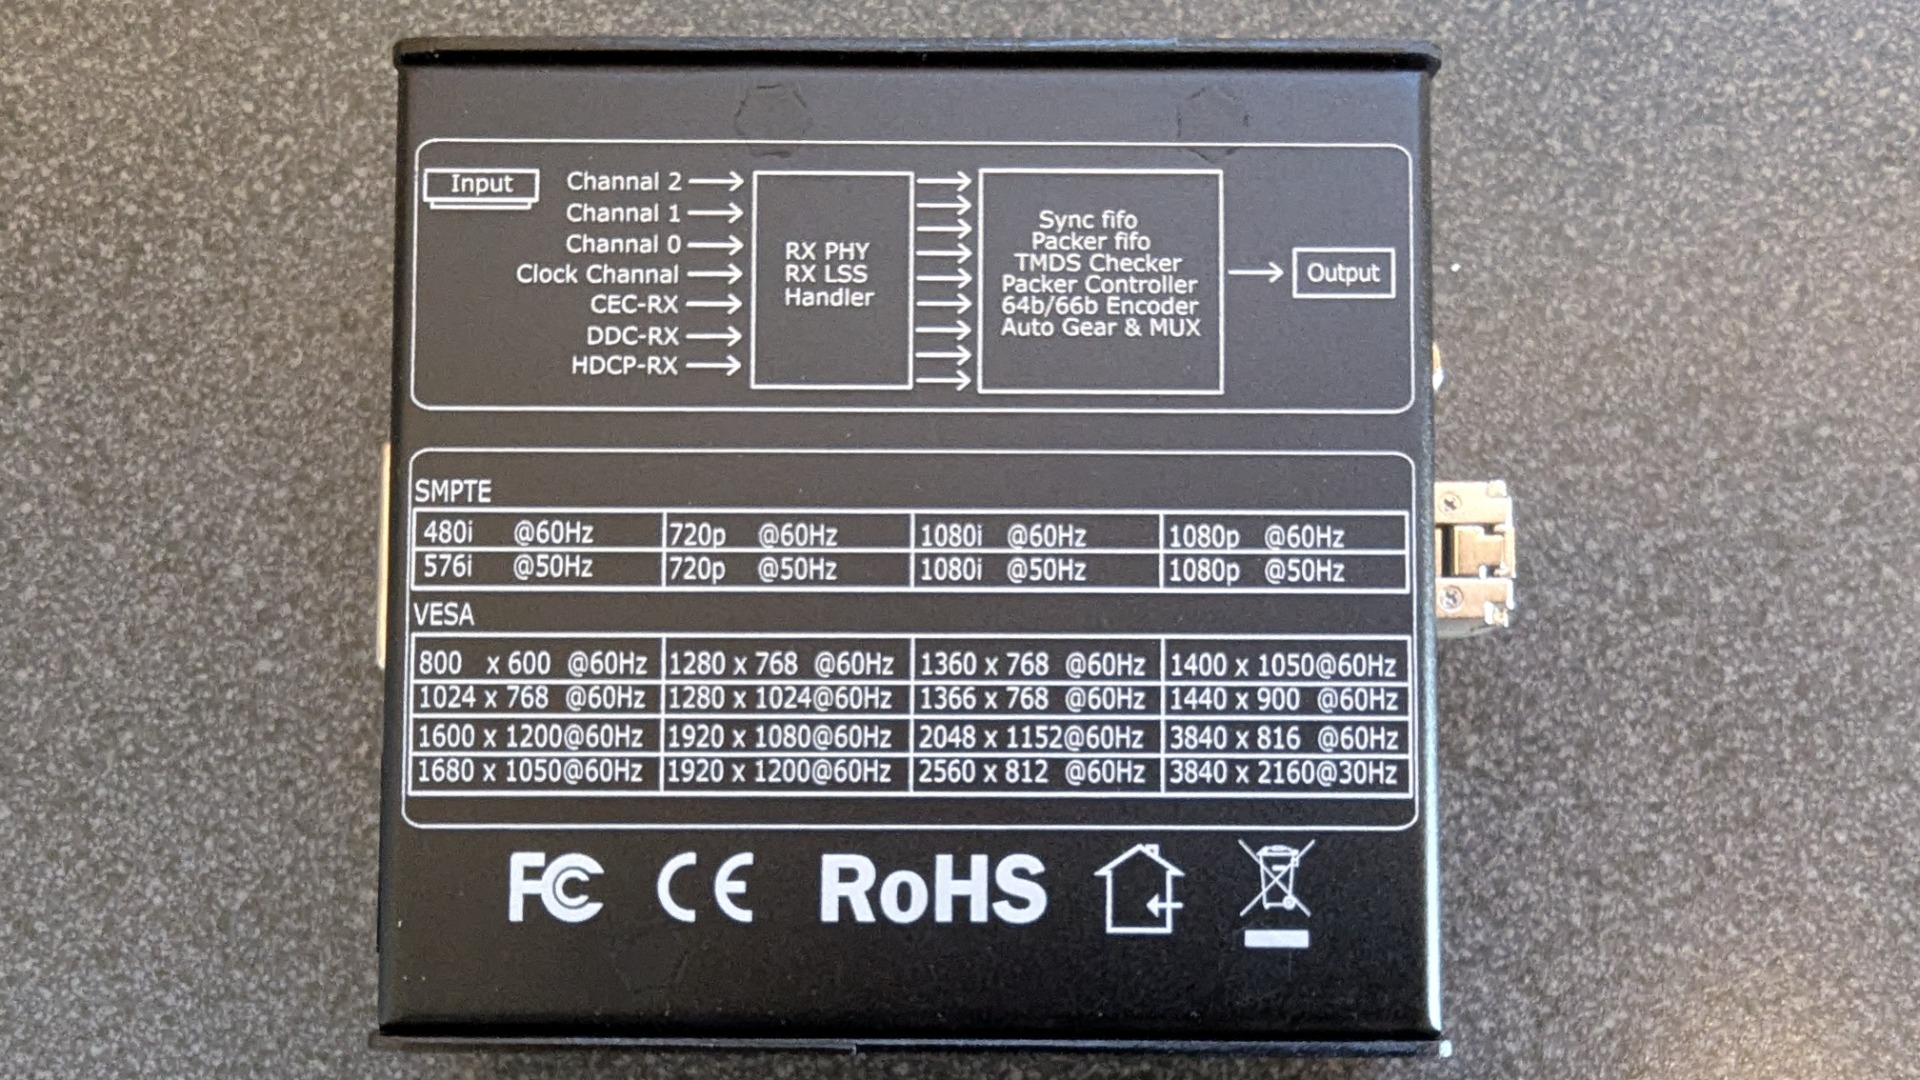 Input
Channal 2
Channal 1
Channal 0
Clock Channal
CEC-RX
DDC-RX
HDCP-RX
RX PHY
RX LSS
Handler
Sync fifo
Packer fifo
TMDS Checker
Packer Controller
64b/66b Encoder
Auto Gear & MUX
Output
SMPTE
480i @60Hz 720p @60Hz 1080i @60Hz 1080p @60Hz
576i @50Hz 720p @50Hz 1080i @50Hz 1080p @50Hz
VESA
800 x 600 @60Hz 1280 x 768 @60Hz 1360 x 768 @60Hz 1400 x 1050@60Hz
1024 x 768 @60Hz 1280 x 1024@60Hz 1366 x 768 @60Hz 1440 x 900 @60Hz
1600 x 1200@60Hz 1920 x 1080@60Hz 2048 x 1152@60Hz 3840 x 816 @60Hz
1680 x 1050@60Hz 1920 x 1200@60Hz 2560 x 812 @60Hz 3840 x 2160@30Hz
FC CE RoHS